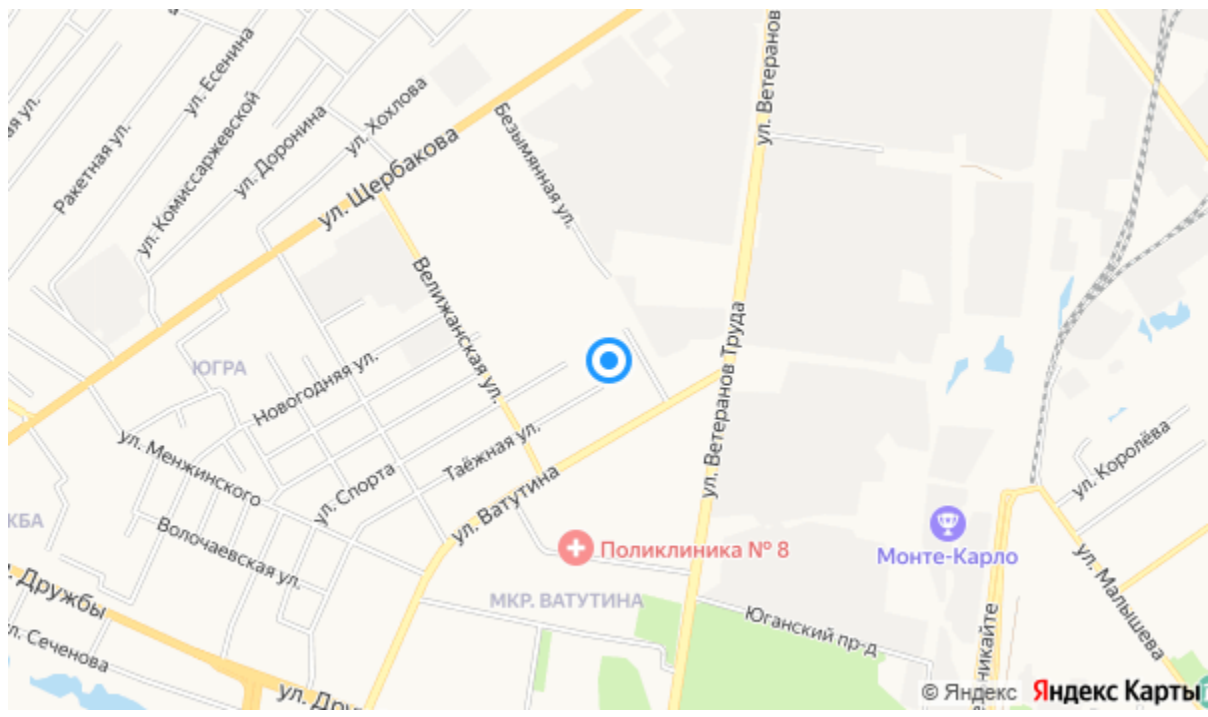 ул. Ветеранов
ул. Есенина
Ракетная ул.
ул. Комиссаржевской
ул. Доронина
ул. Хохлова
ул. Щербакова
Безымянная ул.
Велижанская ул.
ЮГРА
Новогодняя ул.
ул. Менжинского
ул. Спорта
Таёжная ул.
ул. Ватутина
ул. Ветеранов Труда
Волочаевская ул.
Поликлиника № 8
Монте-Карло
ул. Королёва
ул. Малышева
МКР. ВАТУТИНА
Юганский пр-д
Дружбы
Сеченова
ул.
© Яндекс
Яндекс Карты